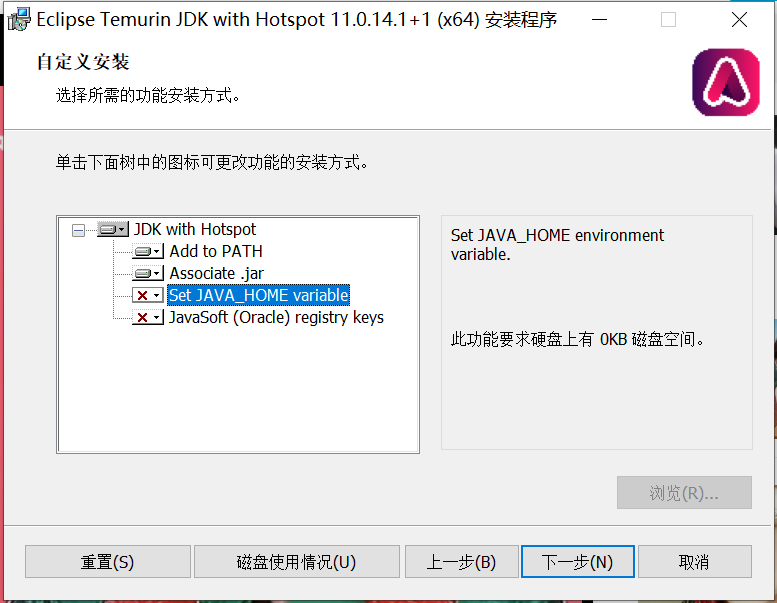 Eclipse Temurin JDK with Hotspot 11.0.14.1+1 (x64) 安装程序
自定义安装
选择所需的功能安装方式。
单击下面树中的图标可更改功能的安装方式。
JDK with Hotspot
Add to PATH
Associate .jar
Set JAVA_HOME variable
JavaSoft (Oracle) registry keys
Set JAVA_HOME environment
variable.
此功能要求硬盘上有 0KB 磁盘空间。
浏览(R)...
重置(S)
磁盘使用情况(U)
上一步(B)
下一步(N)
取消